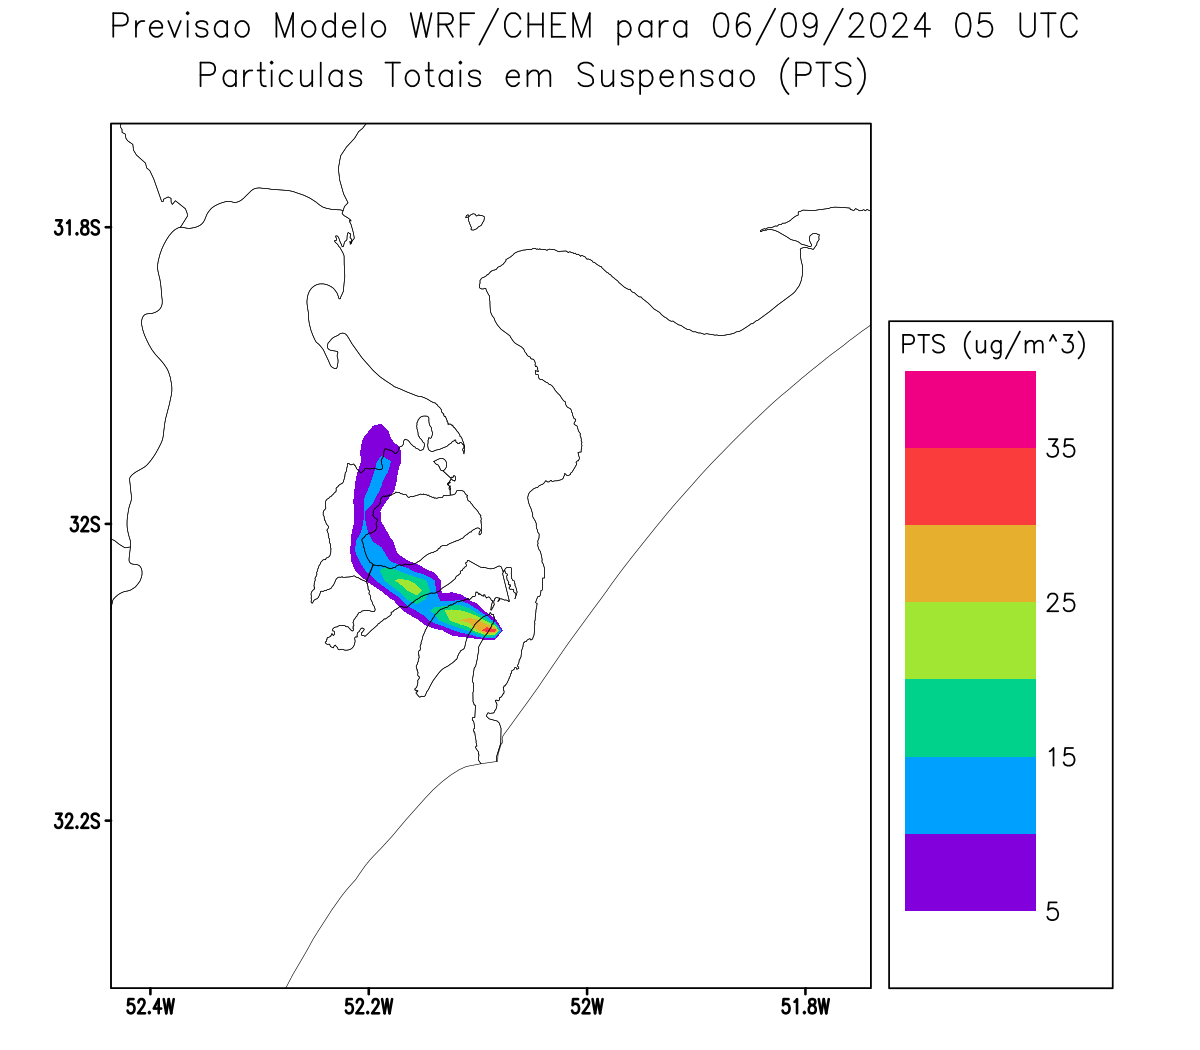 Previsao Modelo WRF/CHEM para 06/09/2024 05 UTC
Particulas Totais em Suspensao (PTS)
31.8S
32S
32.2S
52.4W
52.2W
52W
51.8W
PTS (ug/m^3)
35
25
15
5